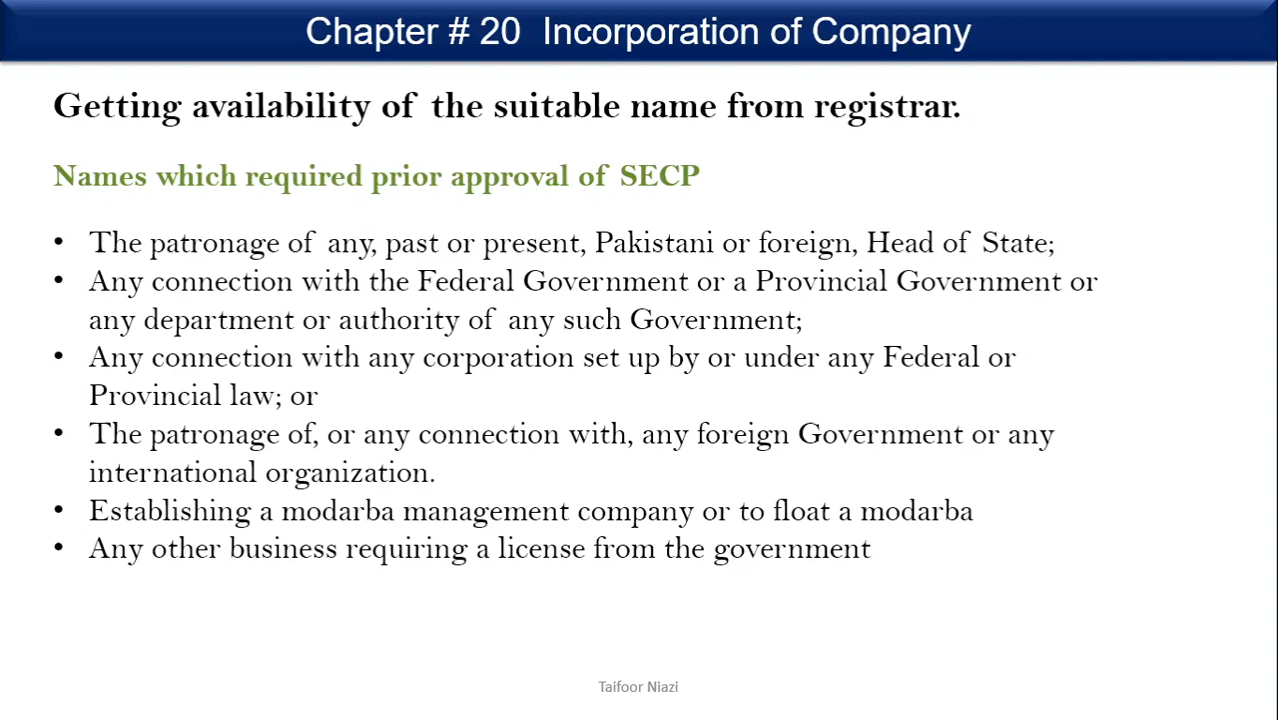 Chapter # 20 Incorporation of Company
Getting availability of the suitable name from registrar.
Names which required prior approval of SECP
• The patronage of any, past or present, Pakistani or foreign, Head of State;
• Any connection with the Federal Government or a Provincial Government or
any department or authority of any such Government;
• Any connection with any corporation set up by or under any Federal or
Provincial law; or
• The patronage of, or any connection with, any foreign Government or any
international organization.
• Establishing a modarba management company or to float a modarba
• Any other business requiring a license from the government
Taifoor Niazi